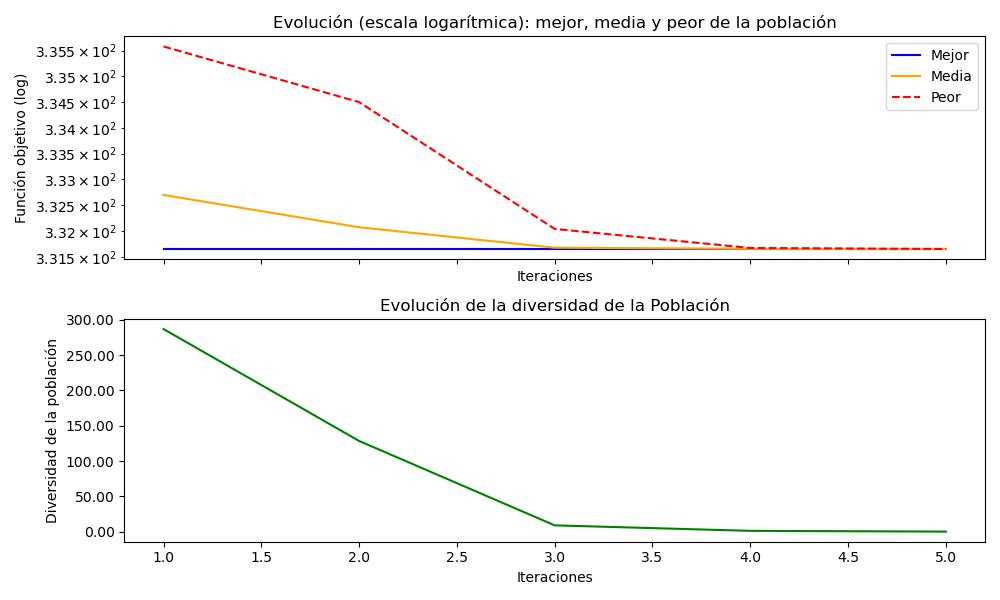 Evolución (escala logarítmica): mejor, media y peor de la población
Función objetivo (log)
3.355 × 10²
3.35 × 10²
3.345 × 10²
3.34 × 10²
3.335 × 10²
3.33 × 10²
3.325 × 10²
3.32 × 10²
3.315 × 10²
Mejor
Media
Peor
Iteraciones
Evolución de la diversidad de la Población
Diversidad de la población
300.00
250.00
200.00
150.00
100.00
50.00
0.00
1.0 1.5 2.0 2.5 3.0 3.5 4.0 4.5 5.0
Iteraciones